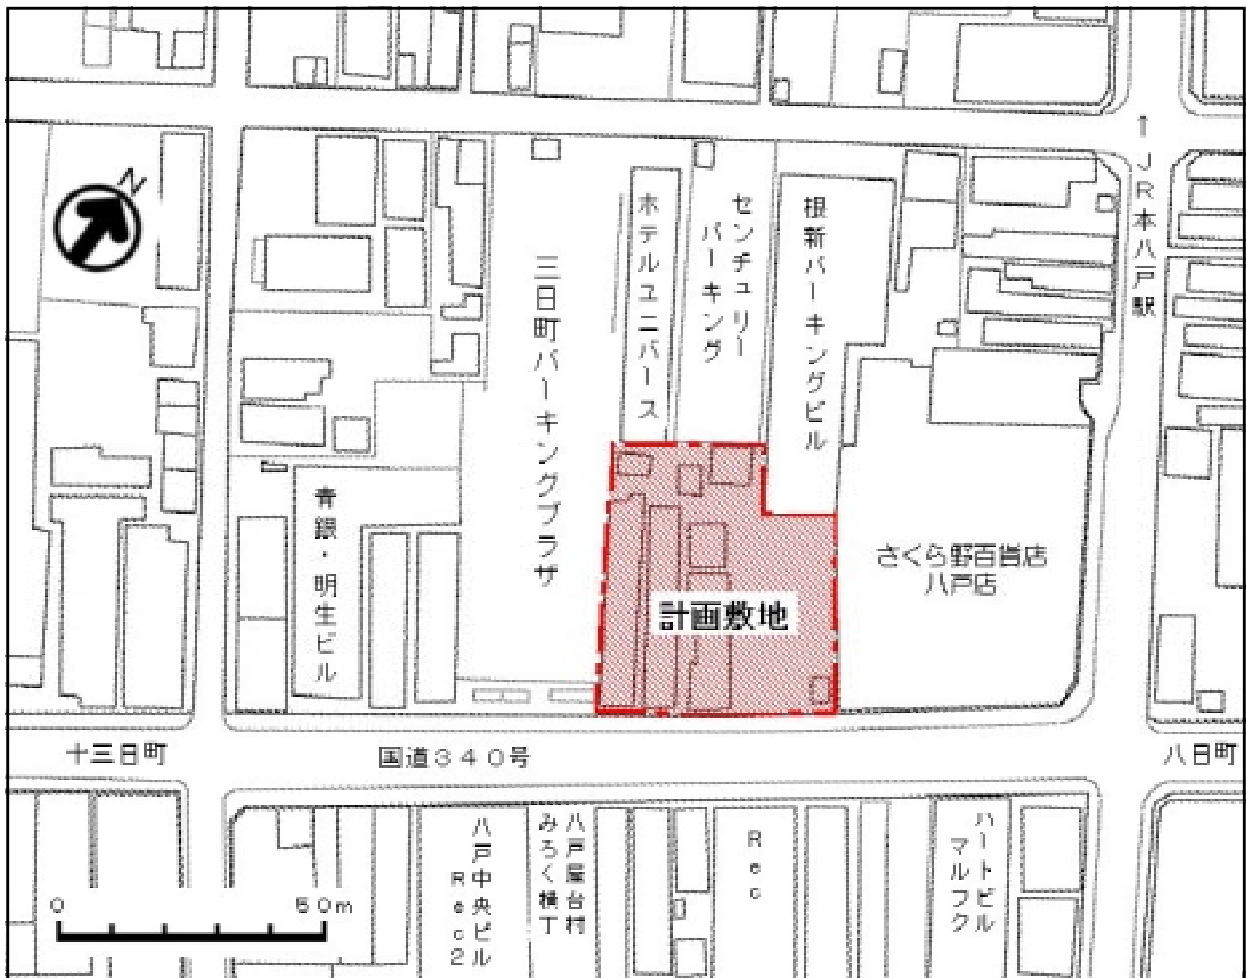 N
↑JR本八戸駅
三日町パーキングプラザ
ホテルユニバース
センチュリー
パーキング
根新パーキングビル
青銀・明生ビル
さくら野百貨店
八戸店
計画敷地
十三日町
国道340号
八日町
八戸中央ビル
Rec2
八戸屋台村
みろく横丁
Rec
ハートビル
マルフク
0
50m